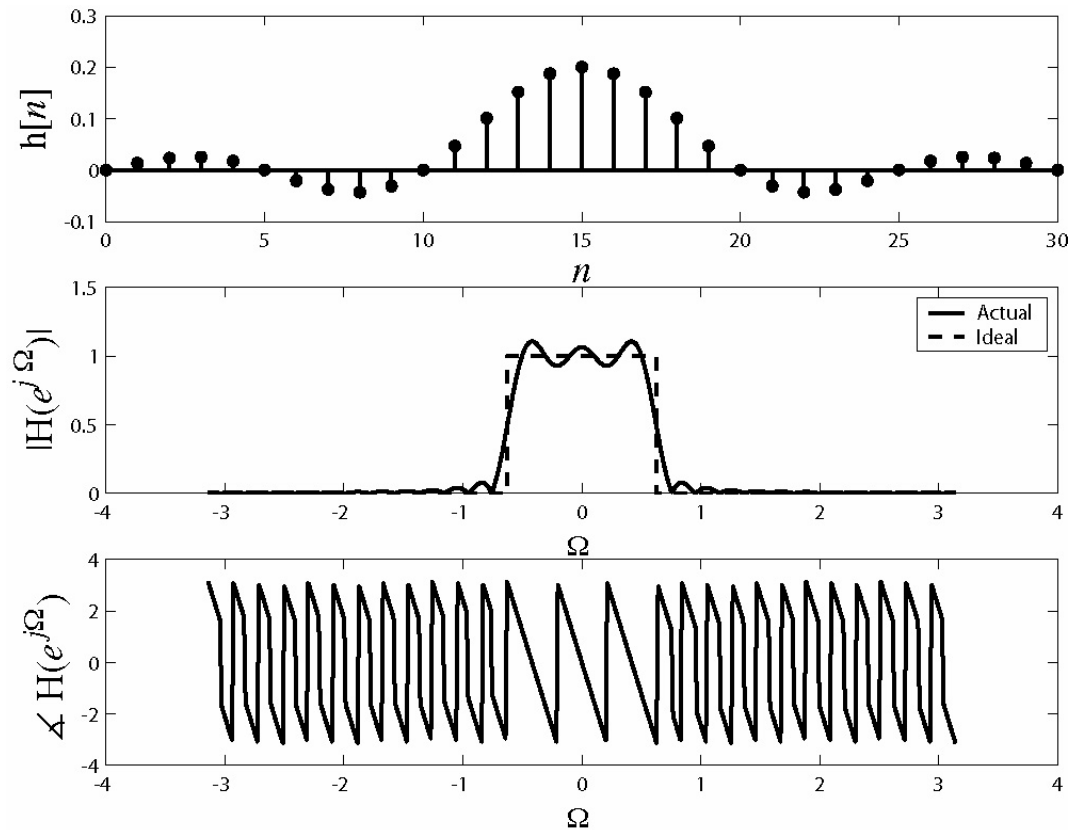 0.3
0.2
0.1
0
-0.1
h[n]
0 5 10 15 20 25 30
n
1.5
1
0.5
0
|H(e^{jΩ})|
Actual
Ideal
-4 -3 -2 -1 0 1 2 3 4
Ω
4
2
0
-2
-4
∡ H(e^{jΩ})
-4 -3 -2 -1 0 1 2 3 4
Ω